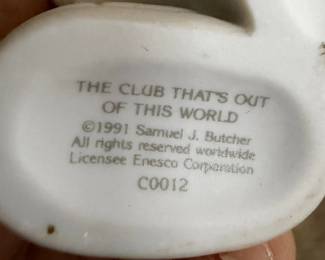 THE CLUB THAT'S OUT
OF THIS WORLD
©1991 Samuel J. Butcher
All rights reserved worldwide
Licensee Enesco Corporation
C0012